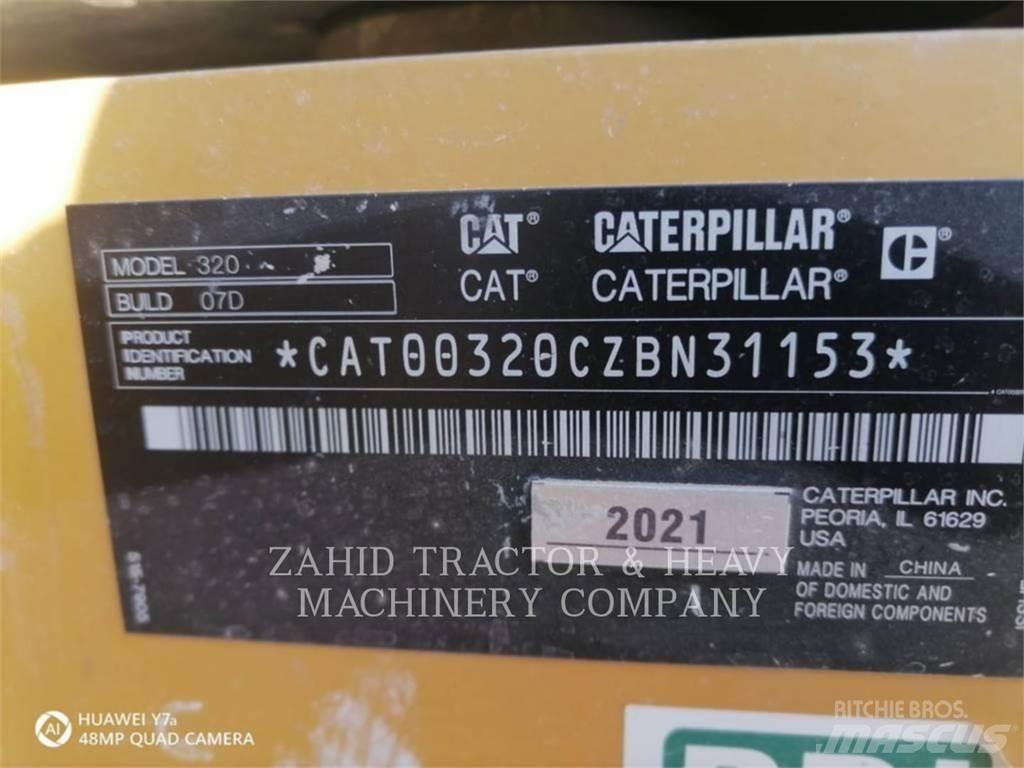 CAT® CATERPILLAR®
CAT® CATERPILLAR®
C®
MODEL 320
BUILD 07D
PRODUCT
IDENTIFICATION
NUMBER
*CAT00320CZBN31153*
2021
CATERPILLAR INC.
PEORIA, IL 61629
USA
MADE IN CHINA
OF DOMESTIC AND
FOREIGN COMPONENTS
ZAHID TRACTOR & HEAVY
MACHINERY COMPANY
AI HUAWEI Y7a
48MP QUAD CAMERA
RITCHIE BROS.
MASCUS